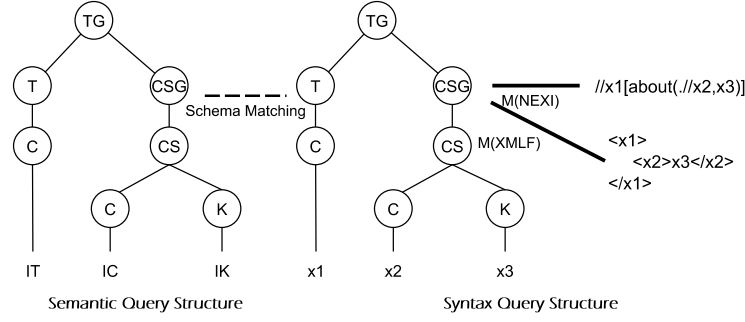 TG
TG
T
CSG
Schema Matching
T
CSG
//x1[about(.//x2,x3)]
M(NEXI)
C
CS
C
CS
M(XMLF)
<x1>
<x2>x3</x2>
</x1>
C
K
C
K
IT
IC
IK
x1
x2
x3
Semantic Query Structure
Syntax Query Structure